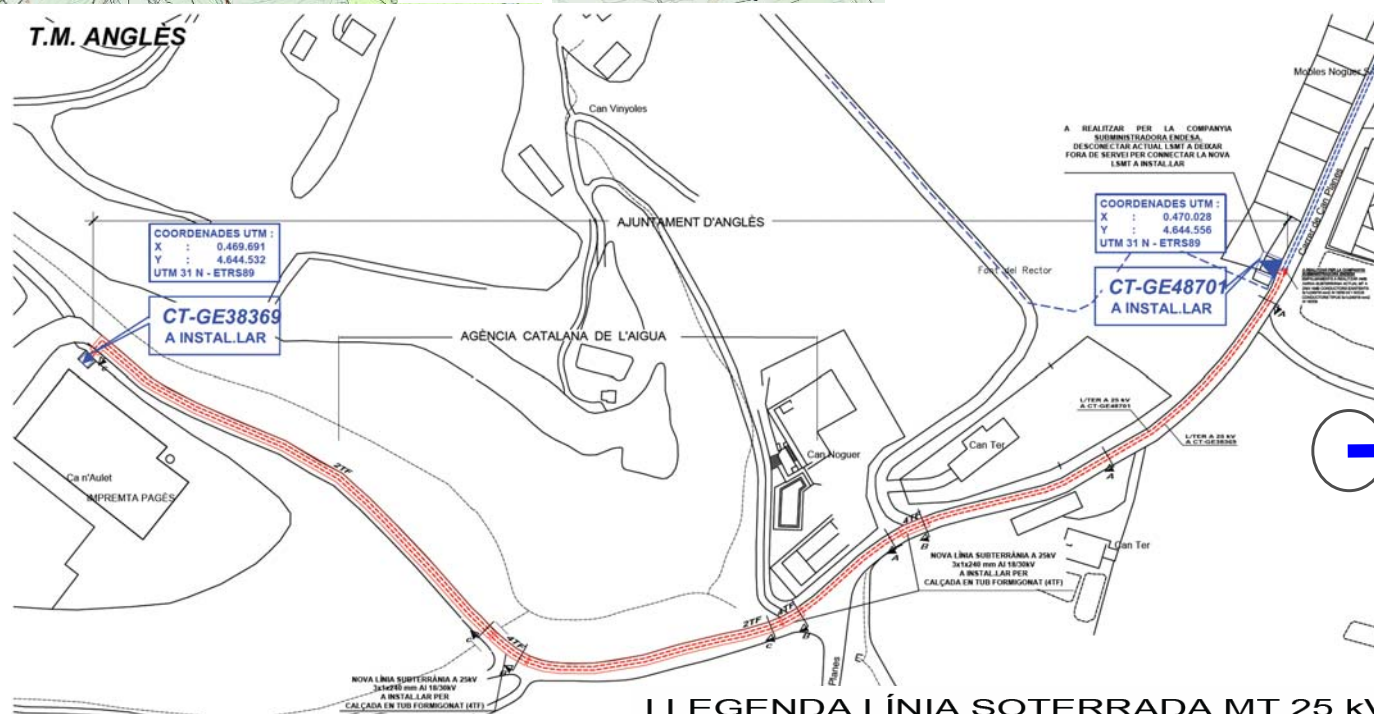 T.M. ANGLÈS
Mobles Noguer
Can Vinyoles
A REALITZAR PER LA COMPANYIA
SUBMINISTRADORA ENDESA.
DESCONECTAR ACTUAL LSMT A DEIXAR
FORA DE SERVEI PER CONNECTAR LA NOVA
LSMT A INSTAL.LAR
Carrer de Can Planes
COORDENADES UTM :
X : 0.469.691
Y : 4.644.532
UTM 31 N - ETRS89
AJUNTAMENT D'ANGLÈS
COORDENADES UTM :
X : 0.470.028
Y : 4.644.556
UTM 31 N - ETRS89
Font del Rector
CT-GE48701
A INSTAL.LAR
CT-GE38369
A INSTAL.LAR
AGÈNCIA CATALANA DE L'AIGUA
A
L/TER A 25 kV
A CT-GE48701
L/TER A 25 kV
A CT-GE38369
Can Ter
Can Noguer
2TF
Ca n'Aulet
IMPREMTA PAGÈS
A
4TF
A
B
Can Ter
NOVA LÍNIA SUBTERRÀNIA A 25kV
3x1x240 mm Al 18/30kV
A INSTAL.LAR PER
CALÇADA EN TUB FORMIGONAT (4TF)
2TF
4TF
C
B
C
4TF
Planes
NOVA LÍNIA SUBTERRÀNIA A 25kV
3x1x240 mm Al 18/30kV
A INSTAL.LAR PER
CALÇADA EN TUB FORMIGONAT (4TF)
LLEGENDA LÍNIA SOTERRADA MT 25 kV